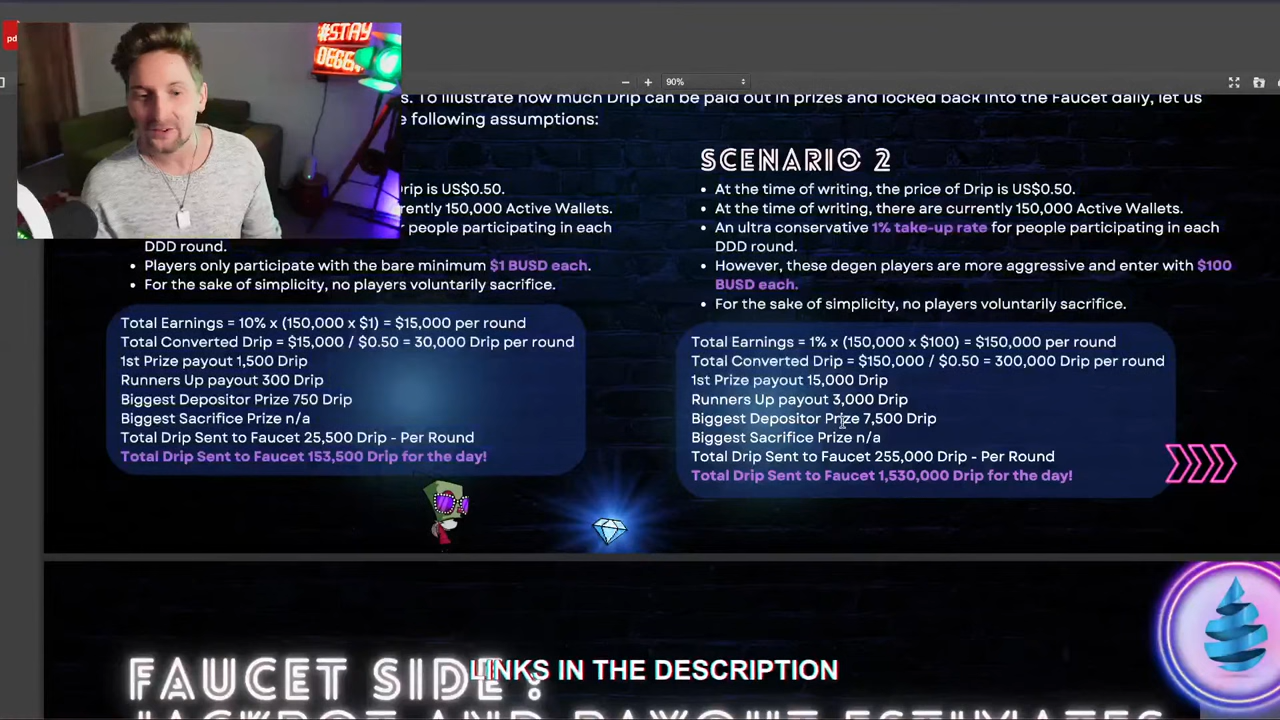 #STAY
90%
s. To illustrate how much Drip can be paid out in prizes and locked back into the Faucet daily, let us
e following assumptions:
Drip is US$0.50.
rently 150,000 Active Wallets.
r people participating in each
DDD round.
• Players only participate with the bare minimum $1 BUSD each.
• For the sake of simplicity, no players voluntarily sacrifice.
Total Earnings = 10% x (150,000 x $1) = $15,000 per round
Total Converted Drip = $15,000 / $0.50 = 30,000 Drip per round
1st Prize payout 1,500 Drip
Runners Up payout 300 Drip
Biggest Depositor Prize 750 Drip
Biggest Sacrifice Prize n/a
Total Drip Sent to Faucet 25,500 Drip - Per Round
Total Drip Sent to Faucet 153,500 Drip for the day!
SCENARIO 2
• At the time of writing, the price of Drip is US$0.50.
• At the time of writing, there are currently 150,000 Active Wallets.
• An ultra conservative 1% take-up rate for people participating in each
DDD round.
• However, these degen players are more aggressive and enter with $100
BUSD each.
• For the sake of simplicity, no players voluntarily sacrifice.
Total Earnings = 1% x (150,000 x $100) = $150,000 per round
Total Converted Drip = $150,000 / $0.50 = 300,000 Drip per round
1st Prize payout 15,000 Drip
Runners Up payout 3,000 Drip
Biggest Depositor Prize 7,500 Drip
Biggest Sacrifice Prize n/a
Total Drip Sent to Faucet 255,000 Drip - Per Round
Total Drip Sent to Faucet 1,530,000 Drip for the day!
FAUCET SIDE :
LINKS IN THE DESCRIPTION
JACKPOT AND PAYOUT ESTIMATES